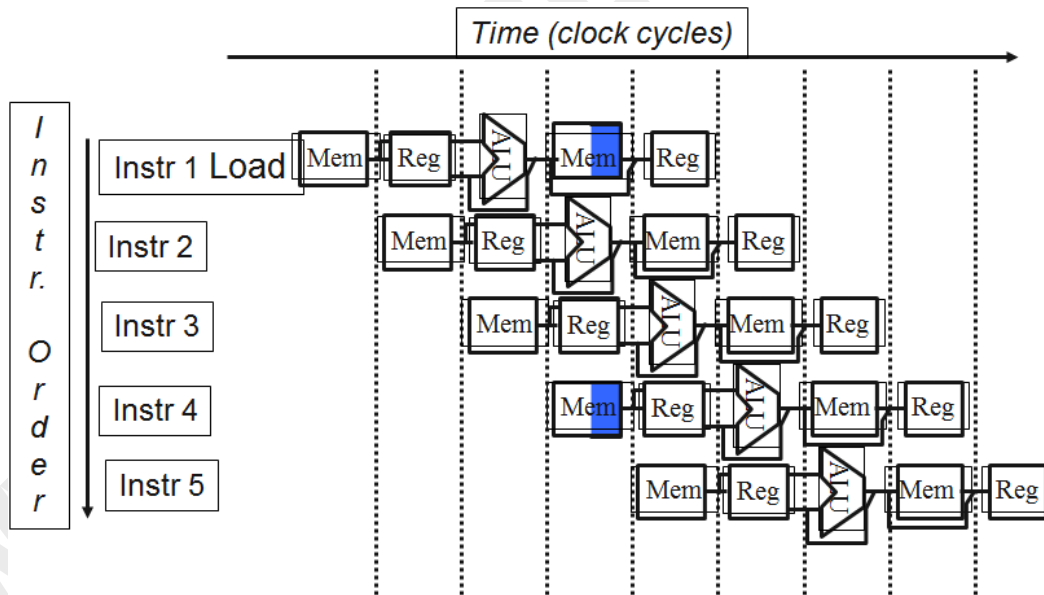 Time (clock cycles)
Instr. Order
Instr 1 Load
Mem Reg ALU Mem Reg
Instr 2
Mem Reg ALU Mem Reg
Instr 3
Mem Reg ALU Mem Reg
Instr 4
Mem Reg ALU Mem Reg
Instr 5
Mem Reg ALU Mem Reg